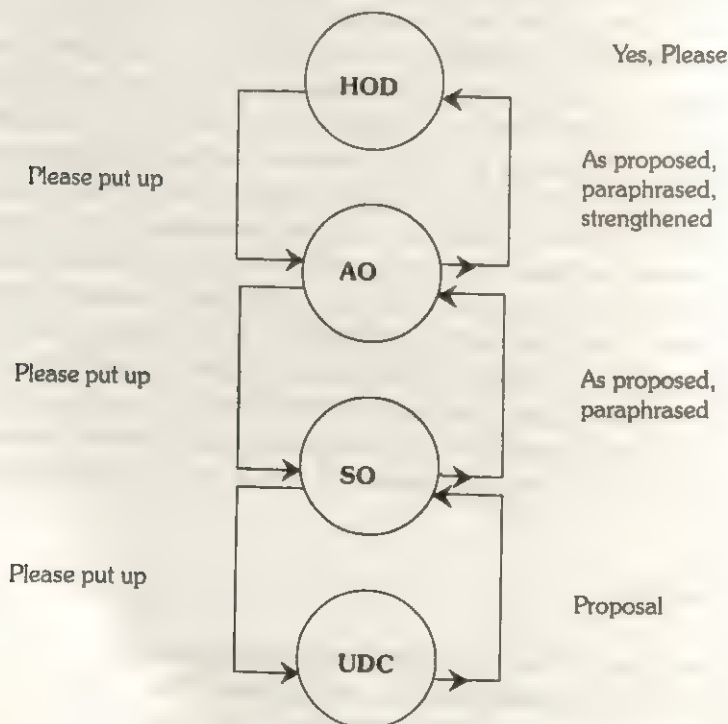 HOD
Yes, Please
Please put up
As proposed,
paraphrased,
strengthened
AO
Please put up
As proposed,
paraphrased
SO
Please put up
Proposal
UDC